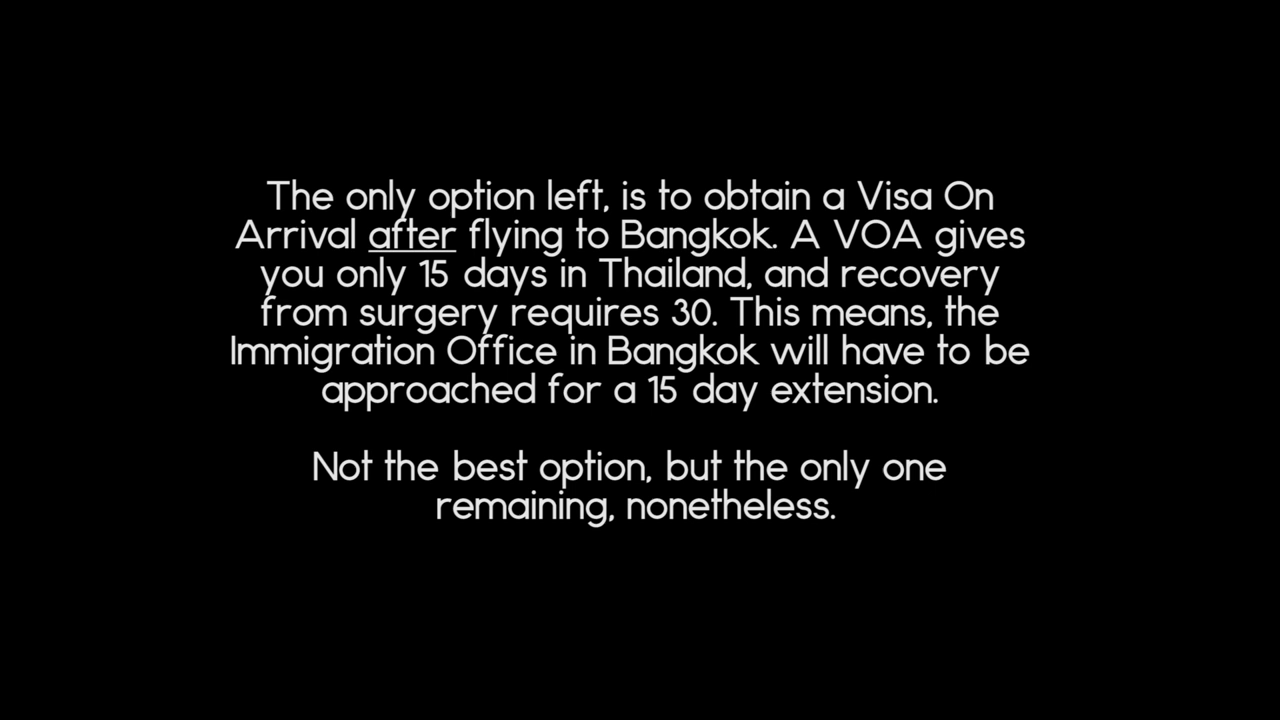 The only option left, is to obtain a Visa On
Arrival after flying to Bangkok. A VOA gives
you only 15 days in Thailand, and recovery
from surgery requires 30. This means, the
Immigration Office in Bangkok will have to be
approached for a 15 day extension.
Not the best option, but the only one
remaining, nonetheless.